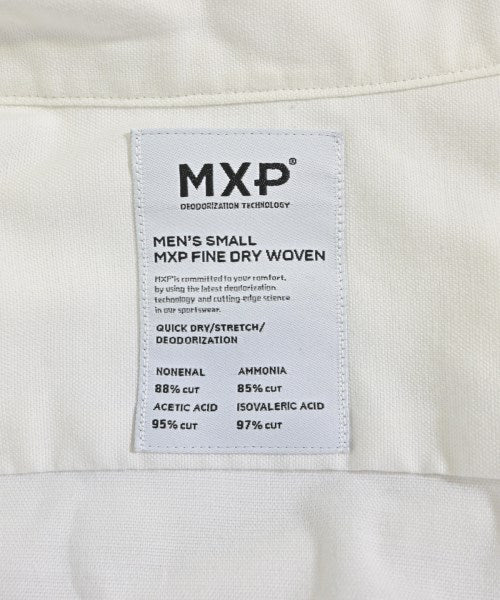 MXP®
DEODORIZATION TECHNOLOGY
MEN'S SMALL
MXP FINE DRY WOVEN
MXP is committed to your comfort,
by using the latest deodorization
technology and cutting-edge science
in our sportswear.
QUICK DRY/STRETCH/
DEODORIZATION
NONENAL AMMONIA
88% CUT 85% CUT
ACETIC ACID ISOVALERIC ACID
95% CUT 97% CUT